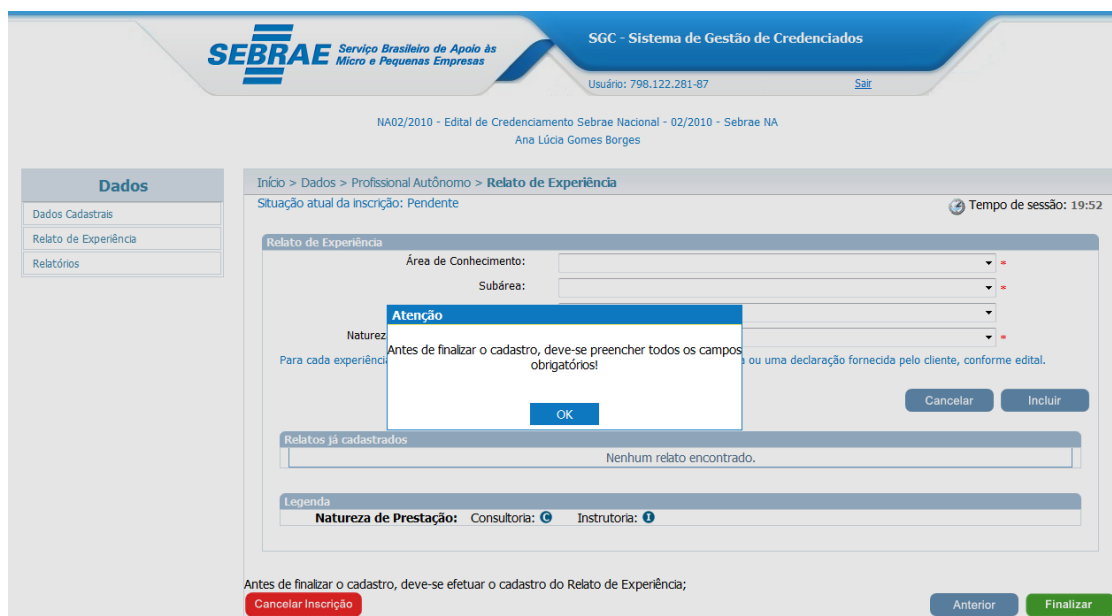 SEBRAE
Serviço Brasileiro de Apoio às
Micro e Pequenas Empresas
SGC - Sistema de Gestão de Credenciados
Usuário: 798.122.281-87
Sair
NA02/2010 - Edital de Credenciamento Sebrae Nacional - 02/2010 - Sebrae NA
Ana Lúcia Gomes Borges
Dados
Dados Cadastrais
Relato de Experiência
Relatórios
Início > Dados > Profissional Autônomo > Relato de Experiência
Situação atual da inscrição: Pendente
Tempo de sessão: 19:52
Relato de Experiência
Área de Conhecimento: *
Subárea: *
Naturez *
Atenção
Antes de finalizar o cadastro, deve-se preencher todos os campos
obrigatórios!
OK
Para cada experiênci ou uma declaração fornecida pelo cliente, conforme edital.
Cancelar
Incluir
Relatos já cadastrados
Nenhum relato encontrado.
Legenda
Natureza de Prestação: Consultoria: C Instrutoria: I
Antes de finalizar o cadastro, deve-se efetuar o cadastro do Relato de Experiência;
Cancelar Inscrição
Anterior
Finalizar